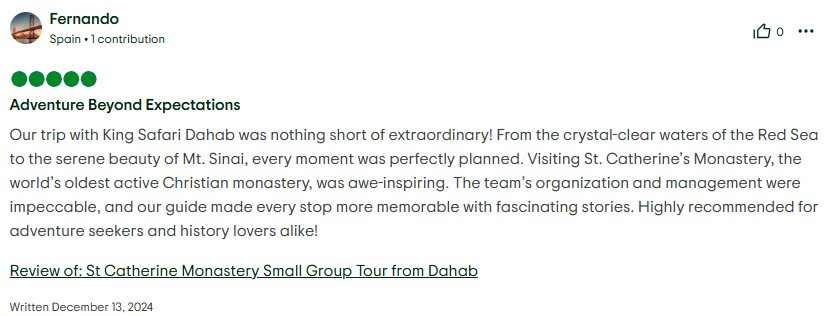 Fernando
Spain • 1 contribution
0
Adventure Beyond Expectations
Our trip with King Safari Dahab was nothing short of extraordinary! From the crystal-clear waters of the Red Sea
to the serene beauty of Mt. Sinai, every moment was perfectly planned. Visiting St. Catherine's Monastery, the
world's oldest active Christian monastery, was awe-inspiring. The team's organization and management were
impeccable, and our guide made every stop more memorable with fascinating stories. Highly recommended for
adventure seekers and history lovers alike!
Review of: St Catherine Monastery Small Group Tour from Dahab
Written December 13, 2024